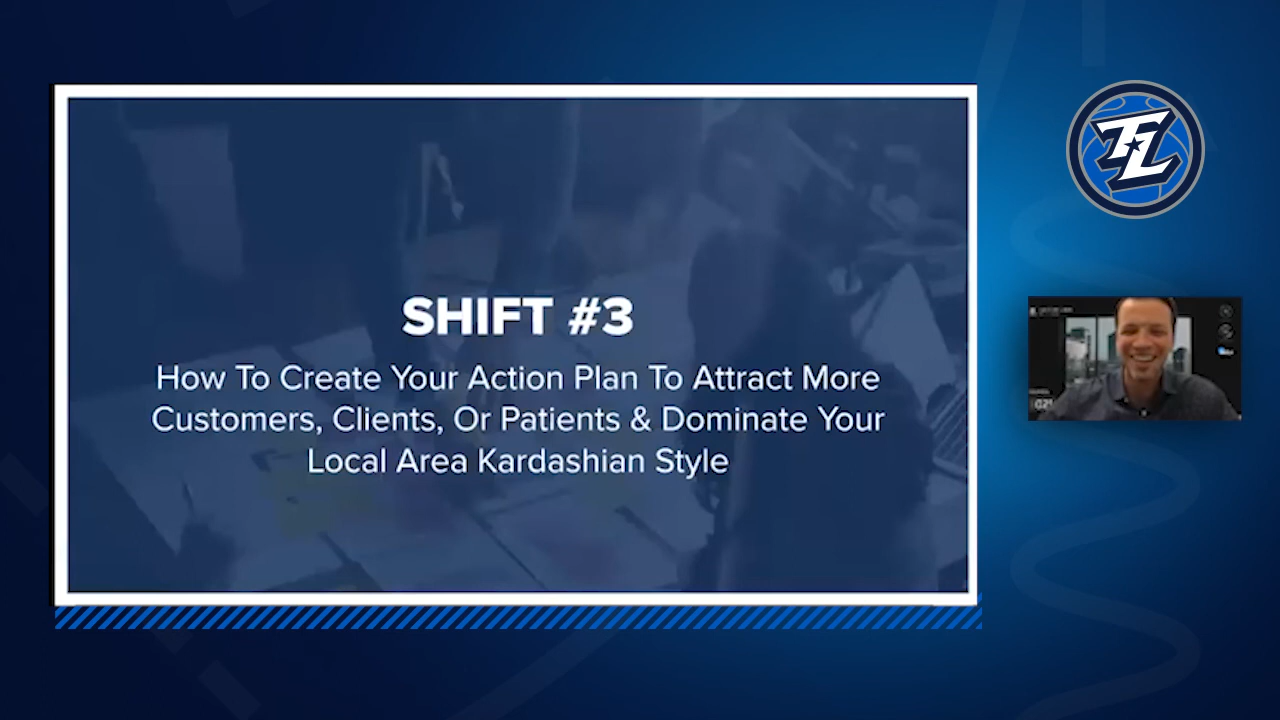 SHIFT #3
How To Create Your Action Plan To Attract More
Customers, Clients, Or Patients & Dominate Your
Local Area Kardashian Style
TL